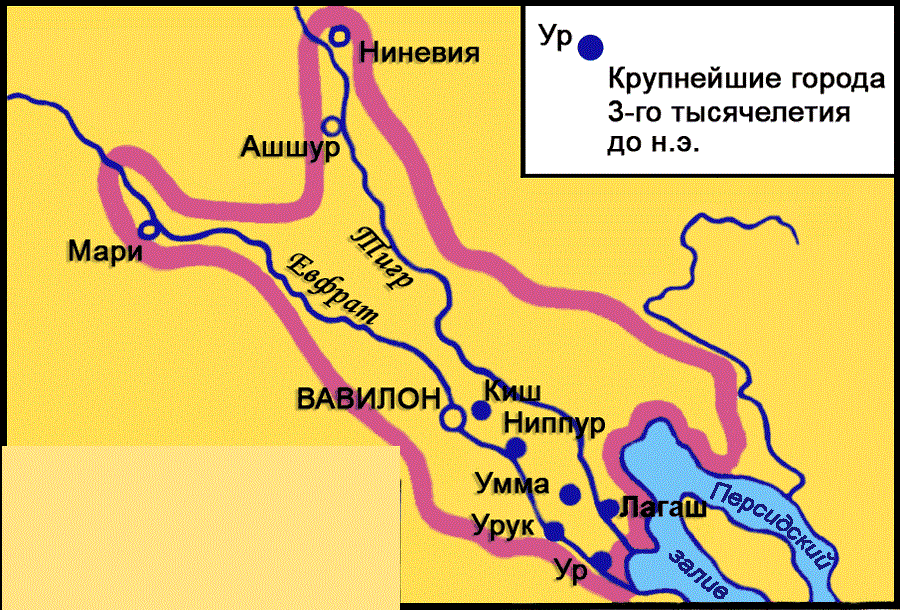 Ур
Крупнейшие города
3-го тысячелетия
до н.э.
Ниневия
Ашшур
Мари
Тигр
Евфрат
ВАВИЛОН
Киш
Ниппур
Умма
Лагаш
Урук
Ур
Персидский
залив